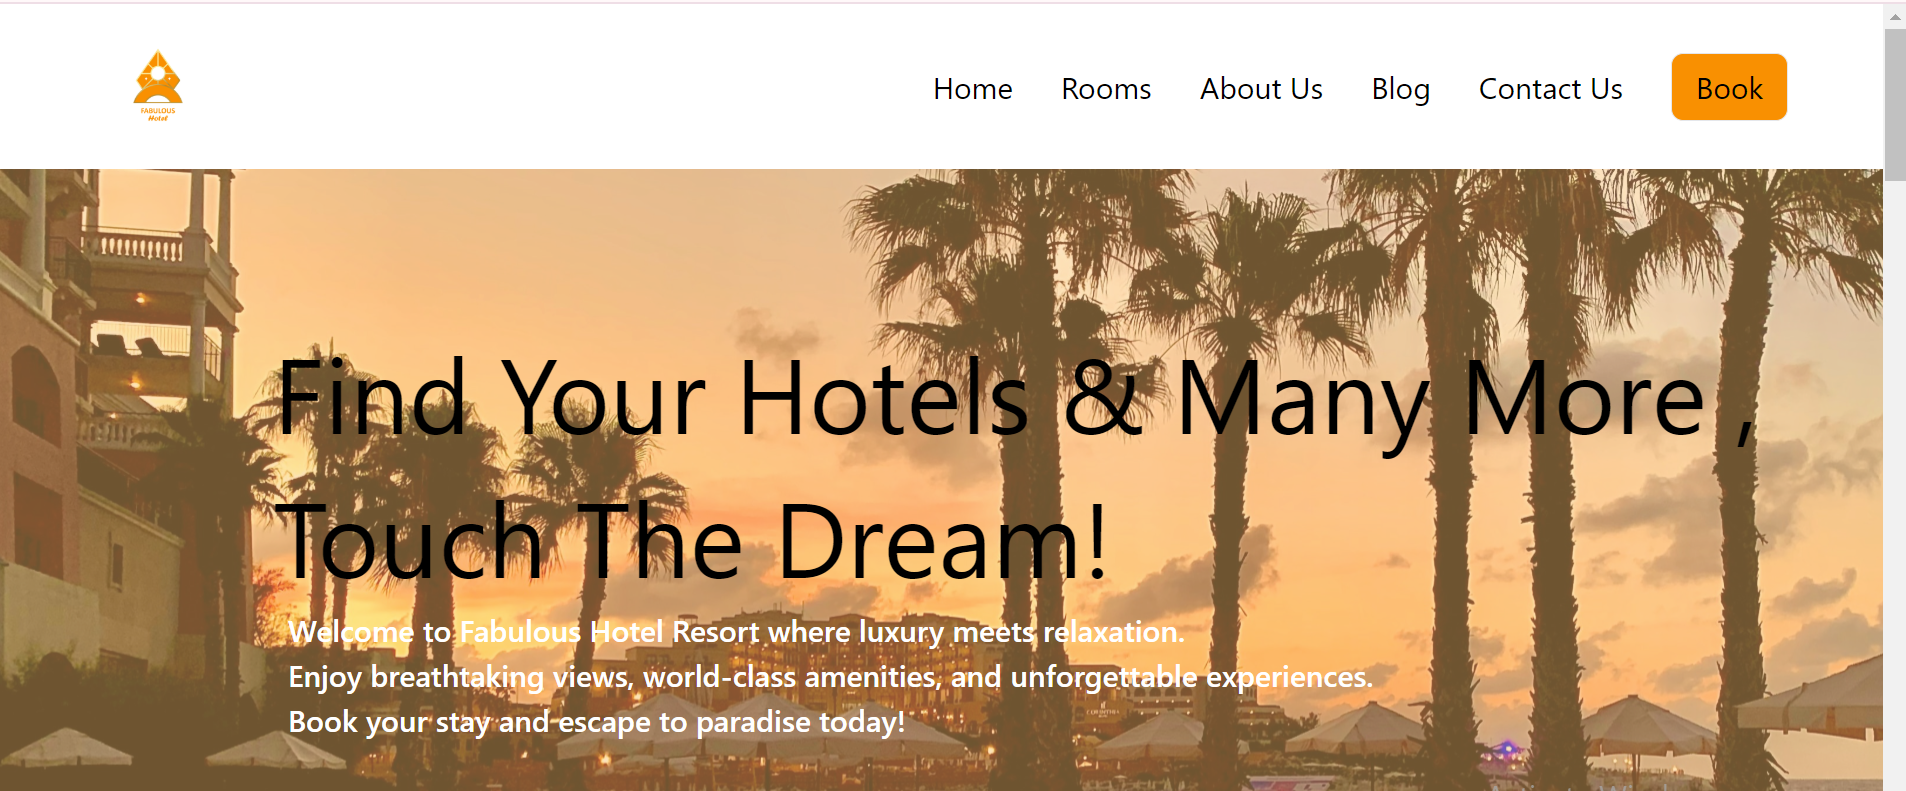 FABULOUS
Hotel
Home Rooms About Us Blog Contact Us Book
Find Your Hotels & Many More ,
Touch The Dream!
Welcome to Fabulous Hotel Resort where luxury meets relaxation.
Enjoy breathtaking views, world-class amenities, and unforgettable experiences.
Book your stay and escape to paradise today!